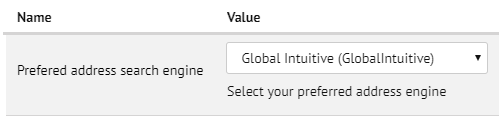 Name Value
Prefered address search engine
Global Intuitive (GlobalIntuitive)
Select your preferred address engine